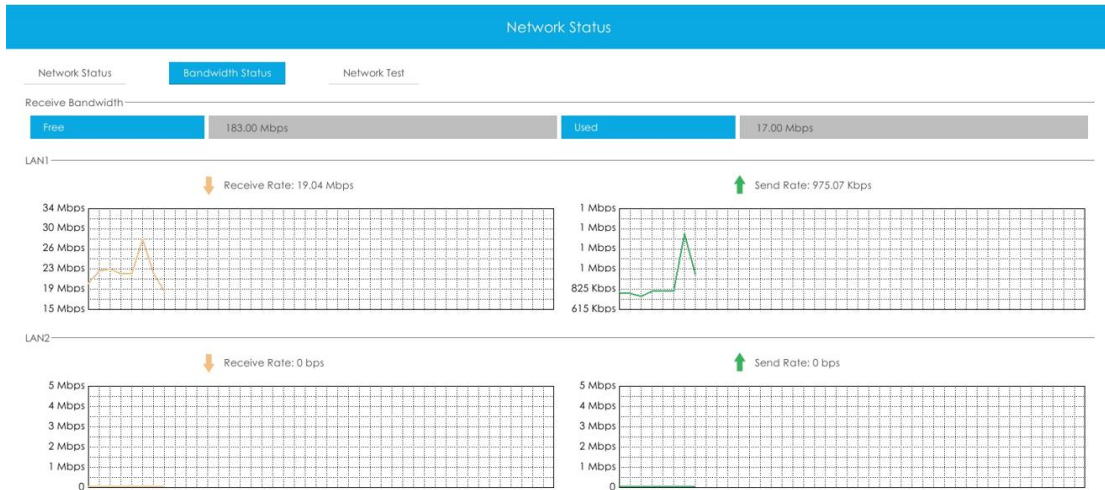 Network Status
Network Status Bandwidth Status Network Test
Receive Bandwidth
Free 183.00 Mbps Used 17.00 Mbps
LAN1
Receive Rate: 19.04 Mbps Send Rate: 975.07 Kbps
34 Mbps 1 Mbps
30 Mbps 1 Mbps
26 Mbps 1 Mbps
23 Mbps 1 Mbps
19 Mbps 825 Kbps
15 Mbps 615 Kbps
LAN2
Receive Rate: 0 bps Send Rate: 0 bps
5 Mbps 5 Mbps
4 Mbps 4 Mbps
3 Mbps 3 Mbps
2 Mbps 2 Mbps
1 Mbps 1 Mbps
0 0